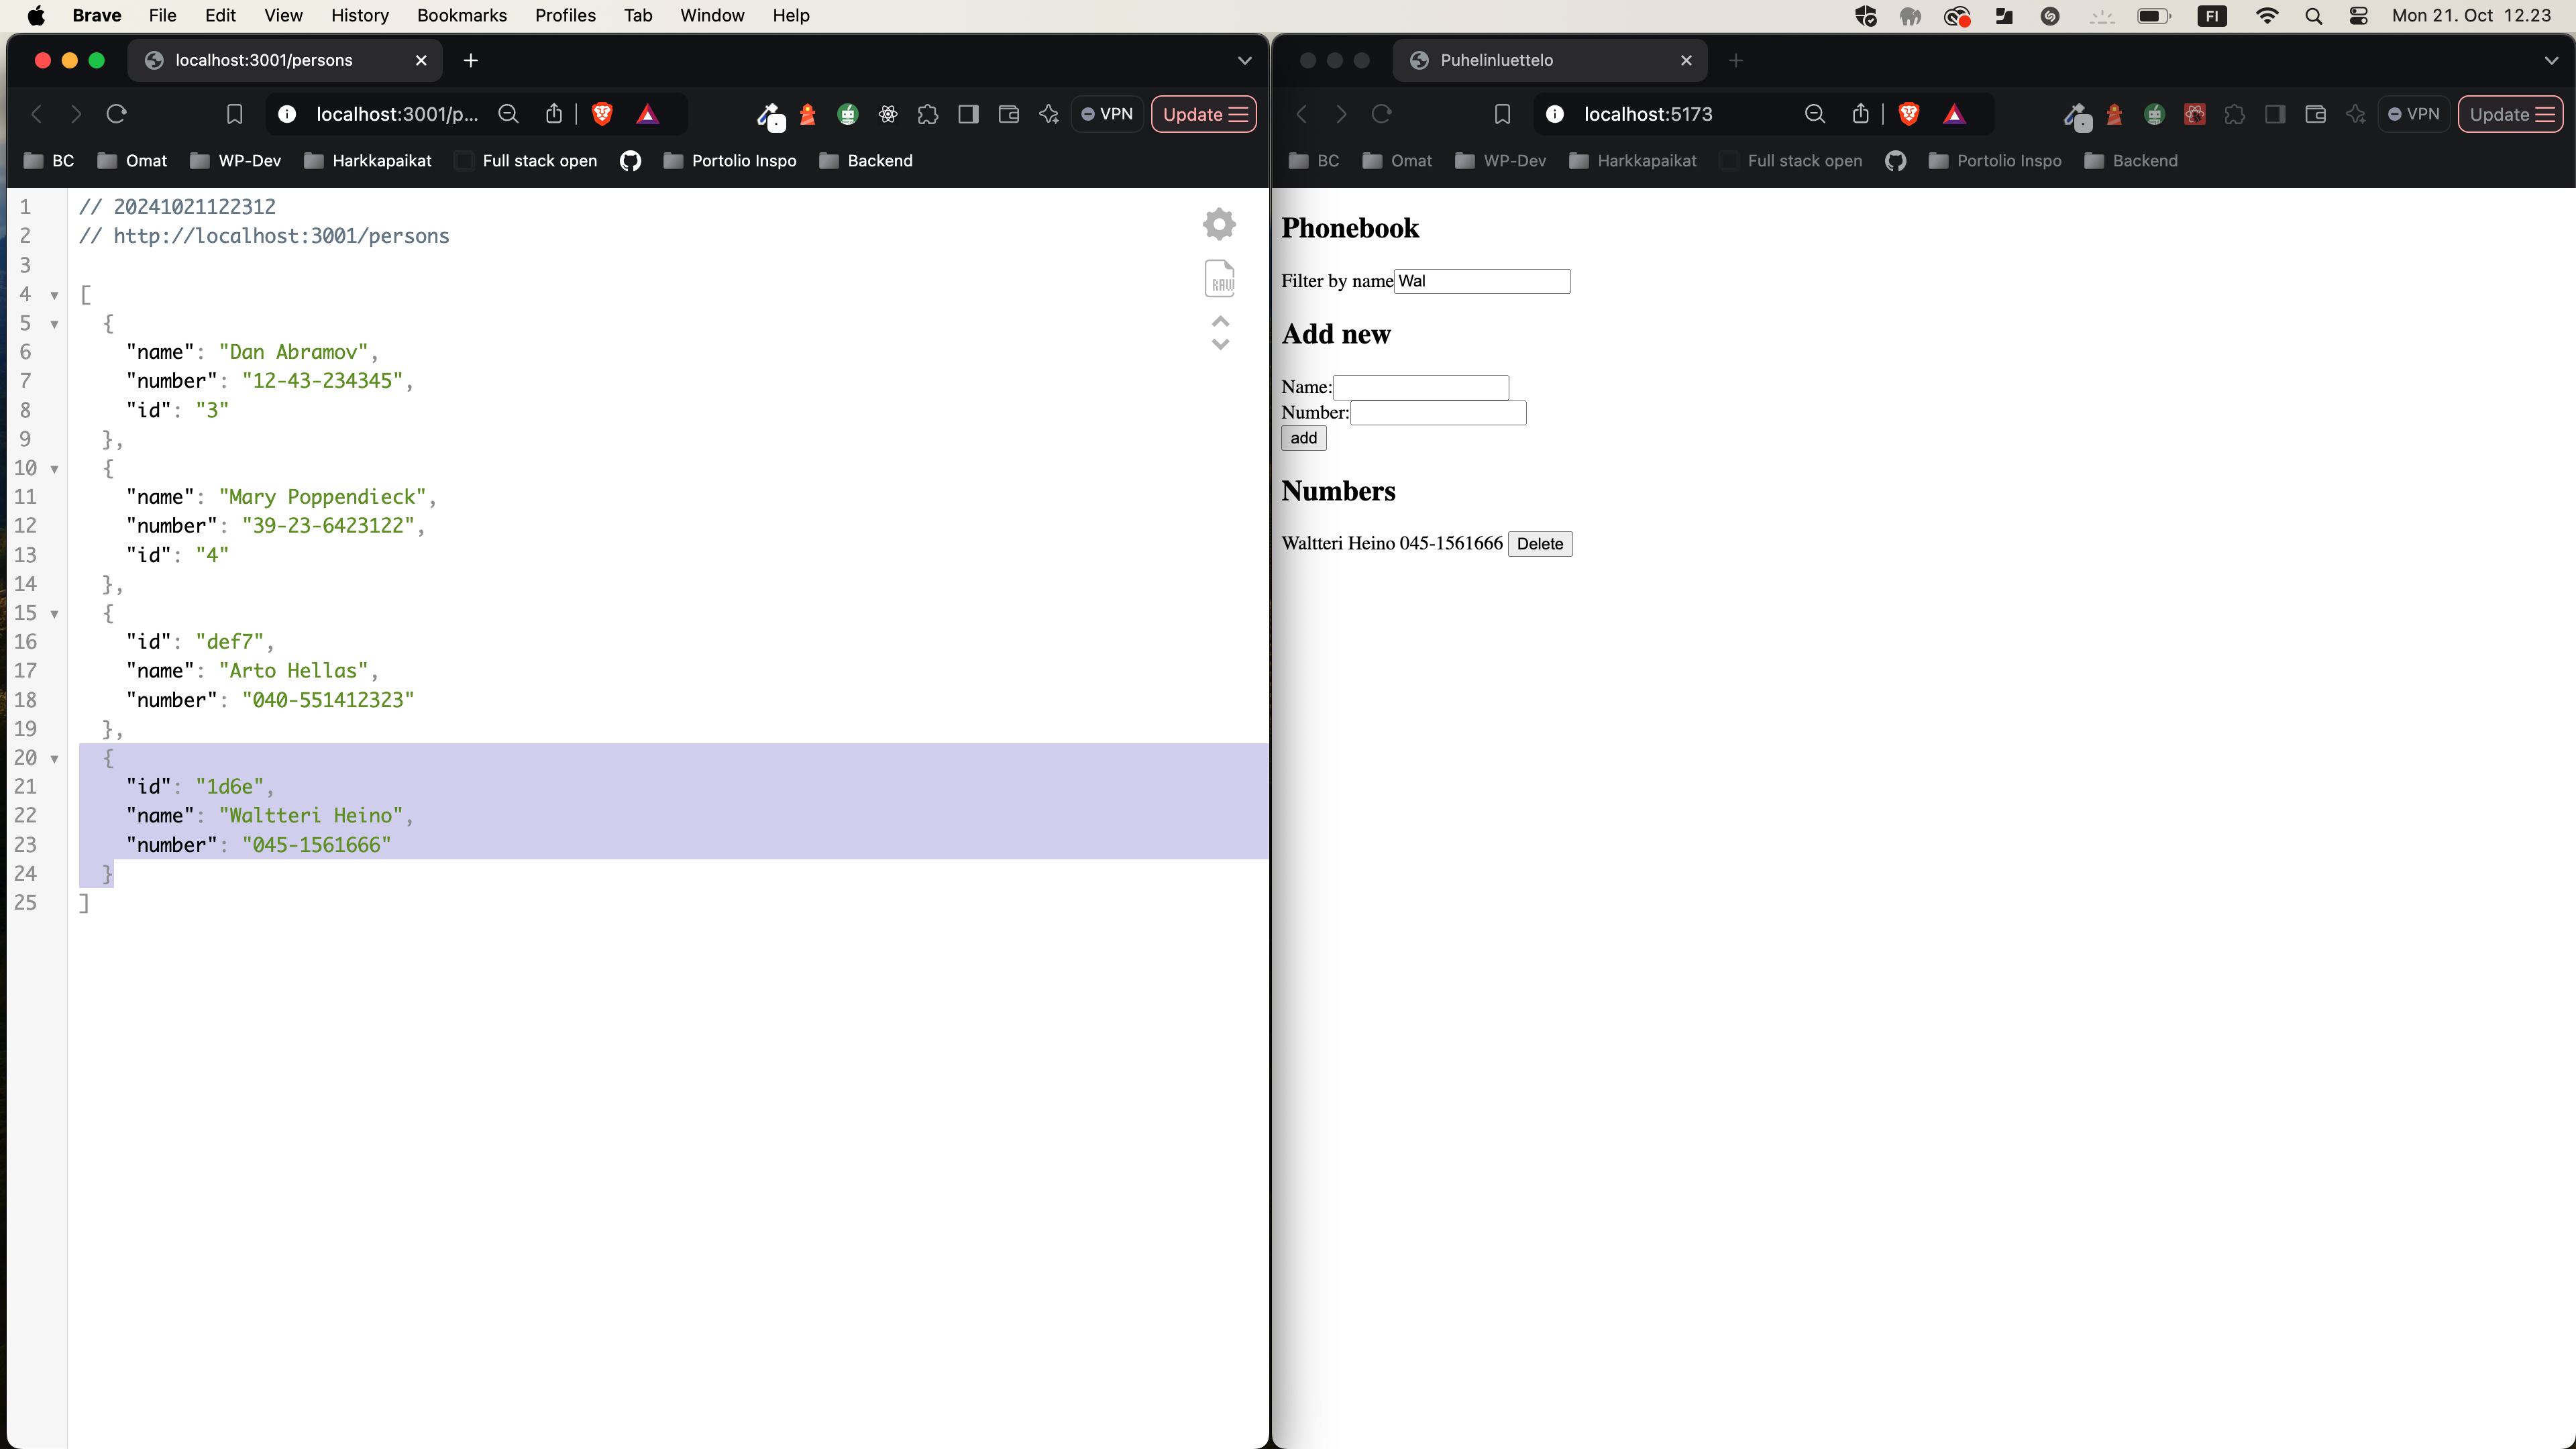 Brave File Edit View History Bookmarks Profiles Tab Window Help FI Mon 21. Oct 12.23
localhost:3001/persons
localhost:3001/p... VPN Update
BC Omat WP-Dev Harkkapaikat Full stack open Portolio Inspo Backend
1 // 20241021122312
2 // http://localhost:3001/persons
3
4 [
5 {
6 "name": "Dan Abramov",
7 "number": "12-43-234345",
8 "id": "3"
9 },
10 {
11 "name": "Mary Poppendieck",
12 "number": "39-23-6423122",
13 "id": "4"
14 },
15 {
16 "id": "def7",
17 "name": "Arto Hellas",
18 "number": "040-551412323"
19 },
20 {
21 "id": "1d6e",
22 "name": "Waltteri Heino",
23 "number": "045-1561666"
24 }
25 ]
RAW
Puhelinluettelo
localhost:5173 VPN Update
BC Omat WP-Dev Harkkapaikat Full stack open Portolio Inspo Backend
Phonebook
Filter by name Wal
Add new
Name:
Number:
add
Numbers
Waltteri Heino 045-1561666 Delete